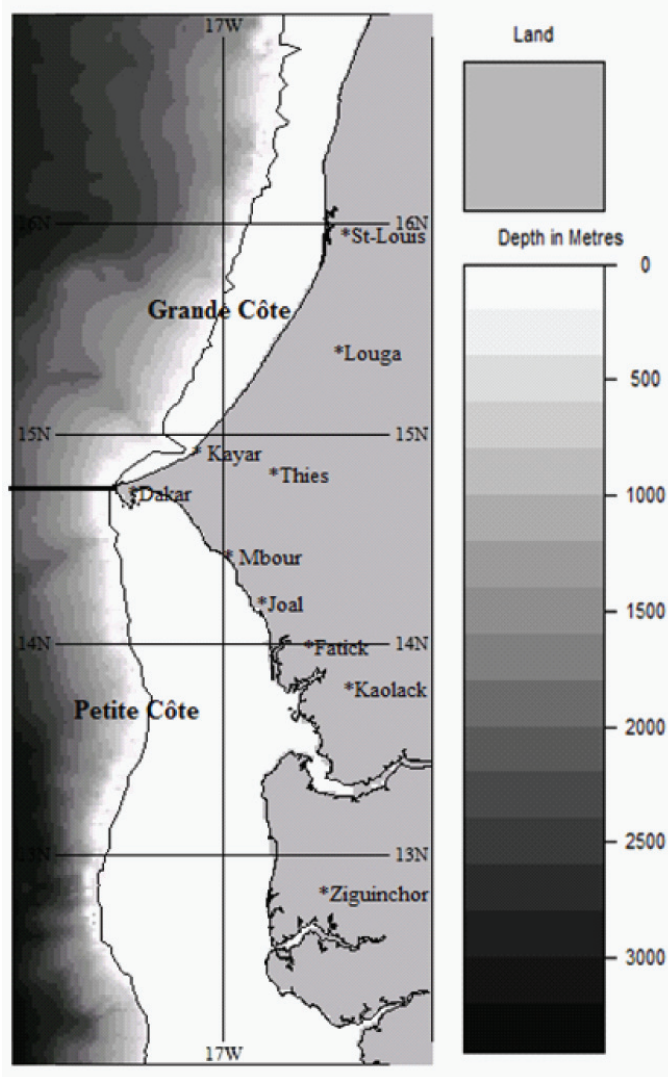 17W
Land
16N 16N
*St-Louis
Depth in Metres
0
Grande Côte
*Louga
500
15N 15N
* Kayar
*Thies
*Dakar
1000
* Mbour
*Joal
1500
14N 14N
*Fatick
*Kaolack
Petite Côte
2000
2500
13N 13N
*Ziguinchor
3000
17W